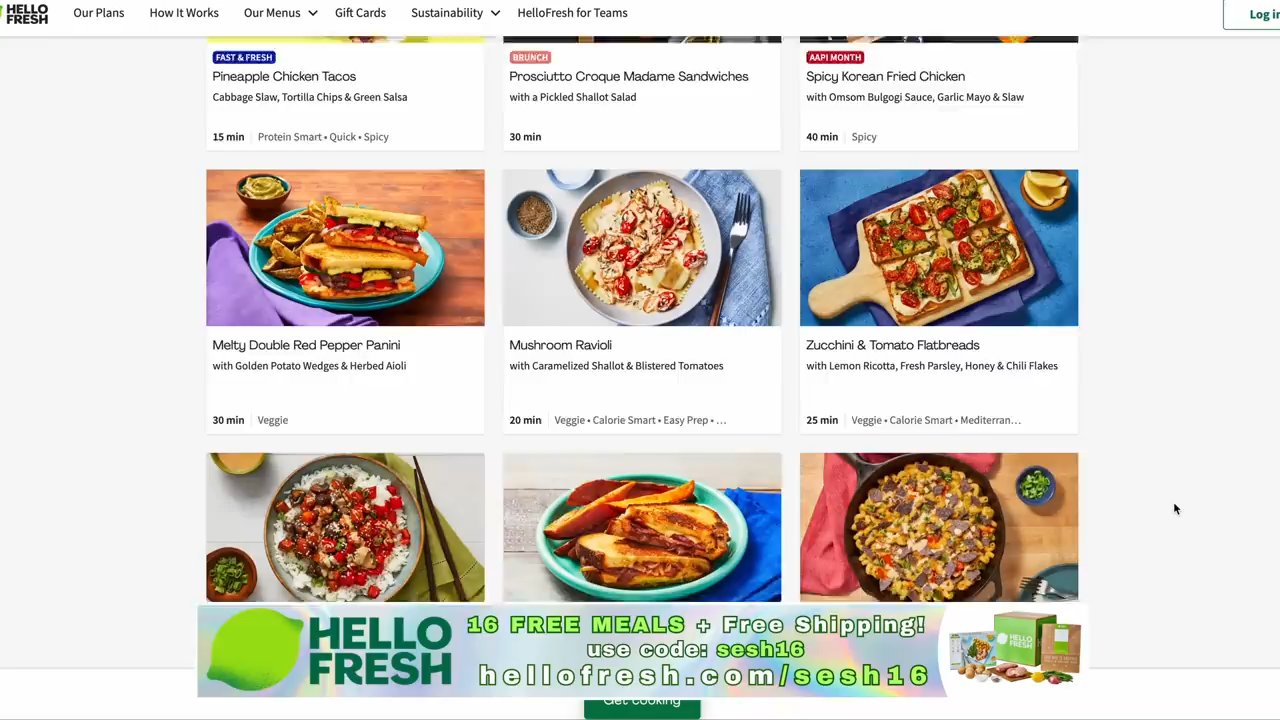 HELLO
FRESH
Our Plans
How It Works
Our Menus
Gift Cards
Sustainability
HelloFresh for Teams
Log in
FAST & FRESH
Pineapple Chicken Tacos
Cabbage Slaw, Tortilla Chips & Green Salsa
15 min
Protein Smart • Quick • Spicy
BRUNCH
Prosciutto Croque Madame Sandwiches
with a Pickled Shallot Salad
30 min
AAPI MONTH
Spicy Korean Fried Chicken
with Omsom Bulgogi Sauce, Garlic Mayo & Slaw
40 min
Spicy
Melty Double Red Pepper Panini
with Golden Potato Wedges & Herbed Aioli
30 min
Veggie
Mushroom Ravioli
with Caramelized Shallot & Blistered Tomatoes
20 min
Veggie • Calorie Smart • Easy Prep • ...
Zucchini & Tomato Flatbreads
with Lemon Ricotta, Fresh Parsley, Honey & Chili Flakes
25 min
Veggie • Calorie Smart • Mediterran...
HELLO
FRESH
16 FREE MEALS + Free Shipping!
use code: sesh16
hellofresh.com/sesh16
HELLO
FRESH
Get cooking